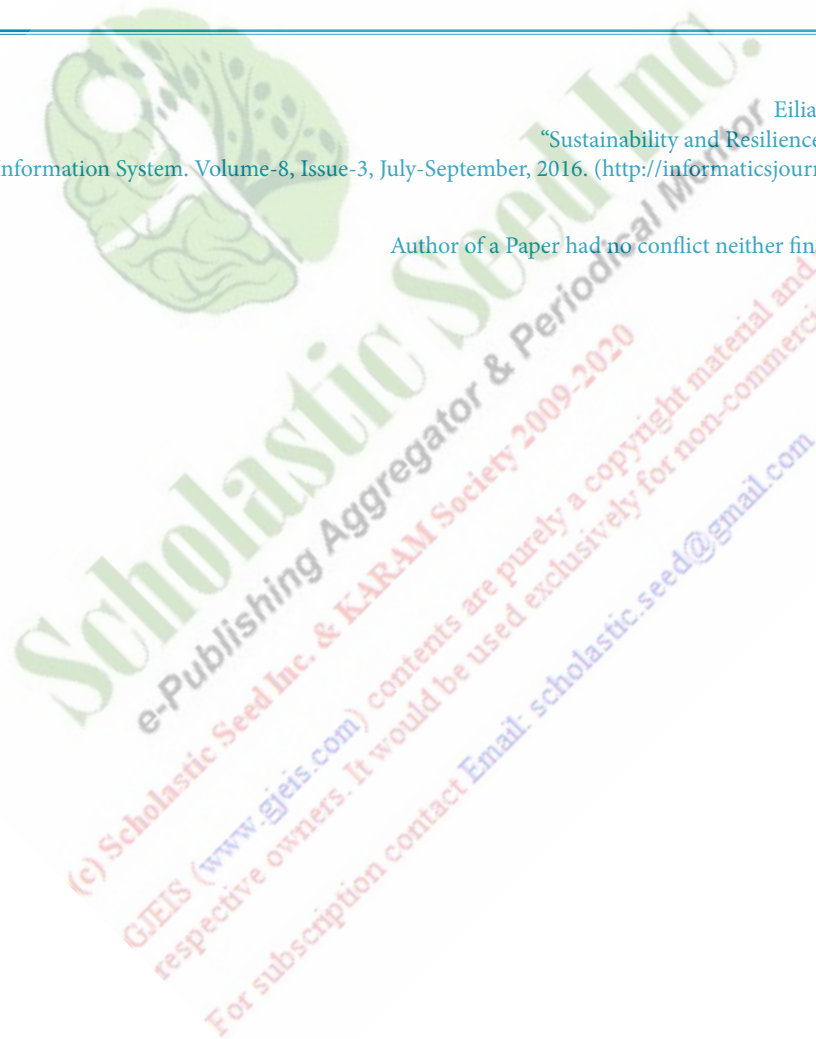 Eilia
“Sustainability and Resilience
nformation System. Volume-8, Issue-3, July-September, 2016. (http://informaticsjourn
Author of a Paper had no conflict neither fin
Scholastic Seed Inc.
e-Publishing Aggregator & Periodical Mentor
(c) Scholastic Seed Inc. & KARAM Society 2009-2020
GJEIS (www.gjeis.com) contents are purely a copyright material and
respective owners. It would be used exclusively for non-commerci
For subscription contact Email: scholastic.seed@gmail.com